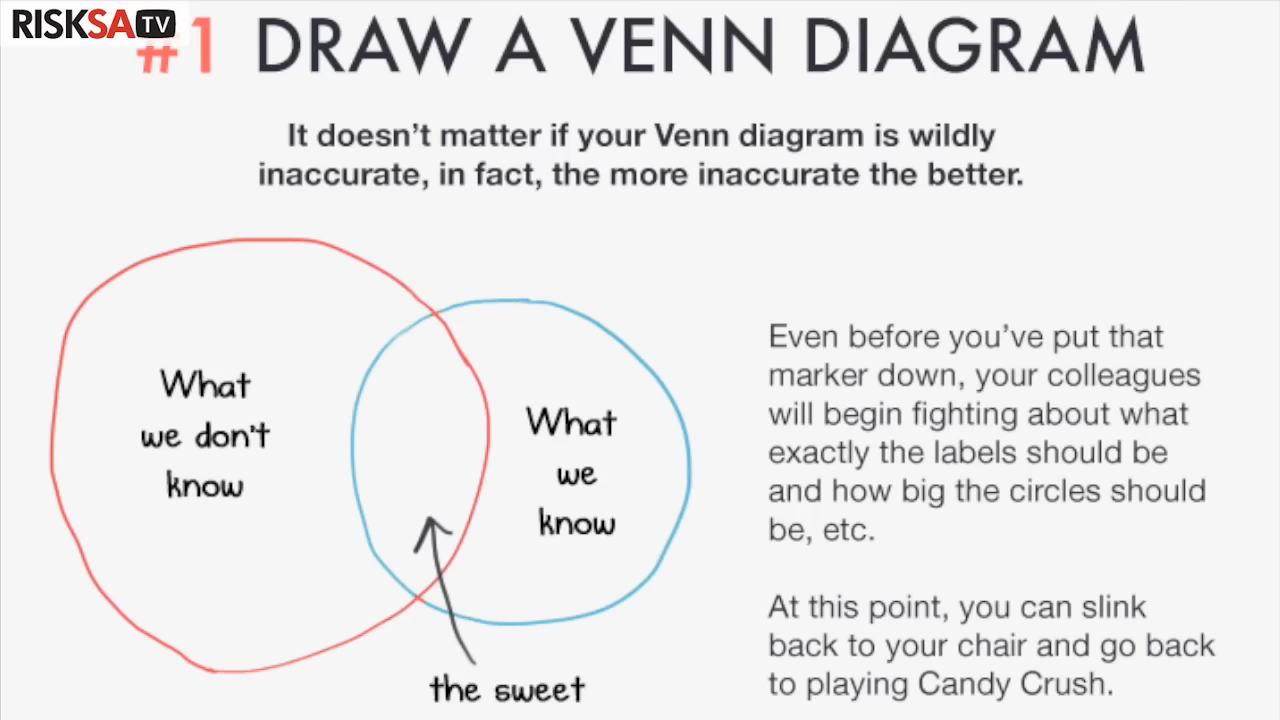 RISKSA TV
#1 DRAW A VENN DIAGRAM
It doesn't matter if your Venn diagram is wildly
inaccurate, in fact, the more inaccurate the better.
What
we don't
know
What
we
know
the sweet
Even before you've put that
marker down, your colleagues
will begin fighting about what
exactly the labels should be
and how big the circles should
be, etc.
At this point, you can slink
back to your chair and go back
to playing Candy Crush.